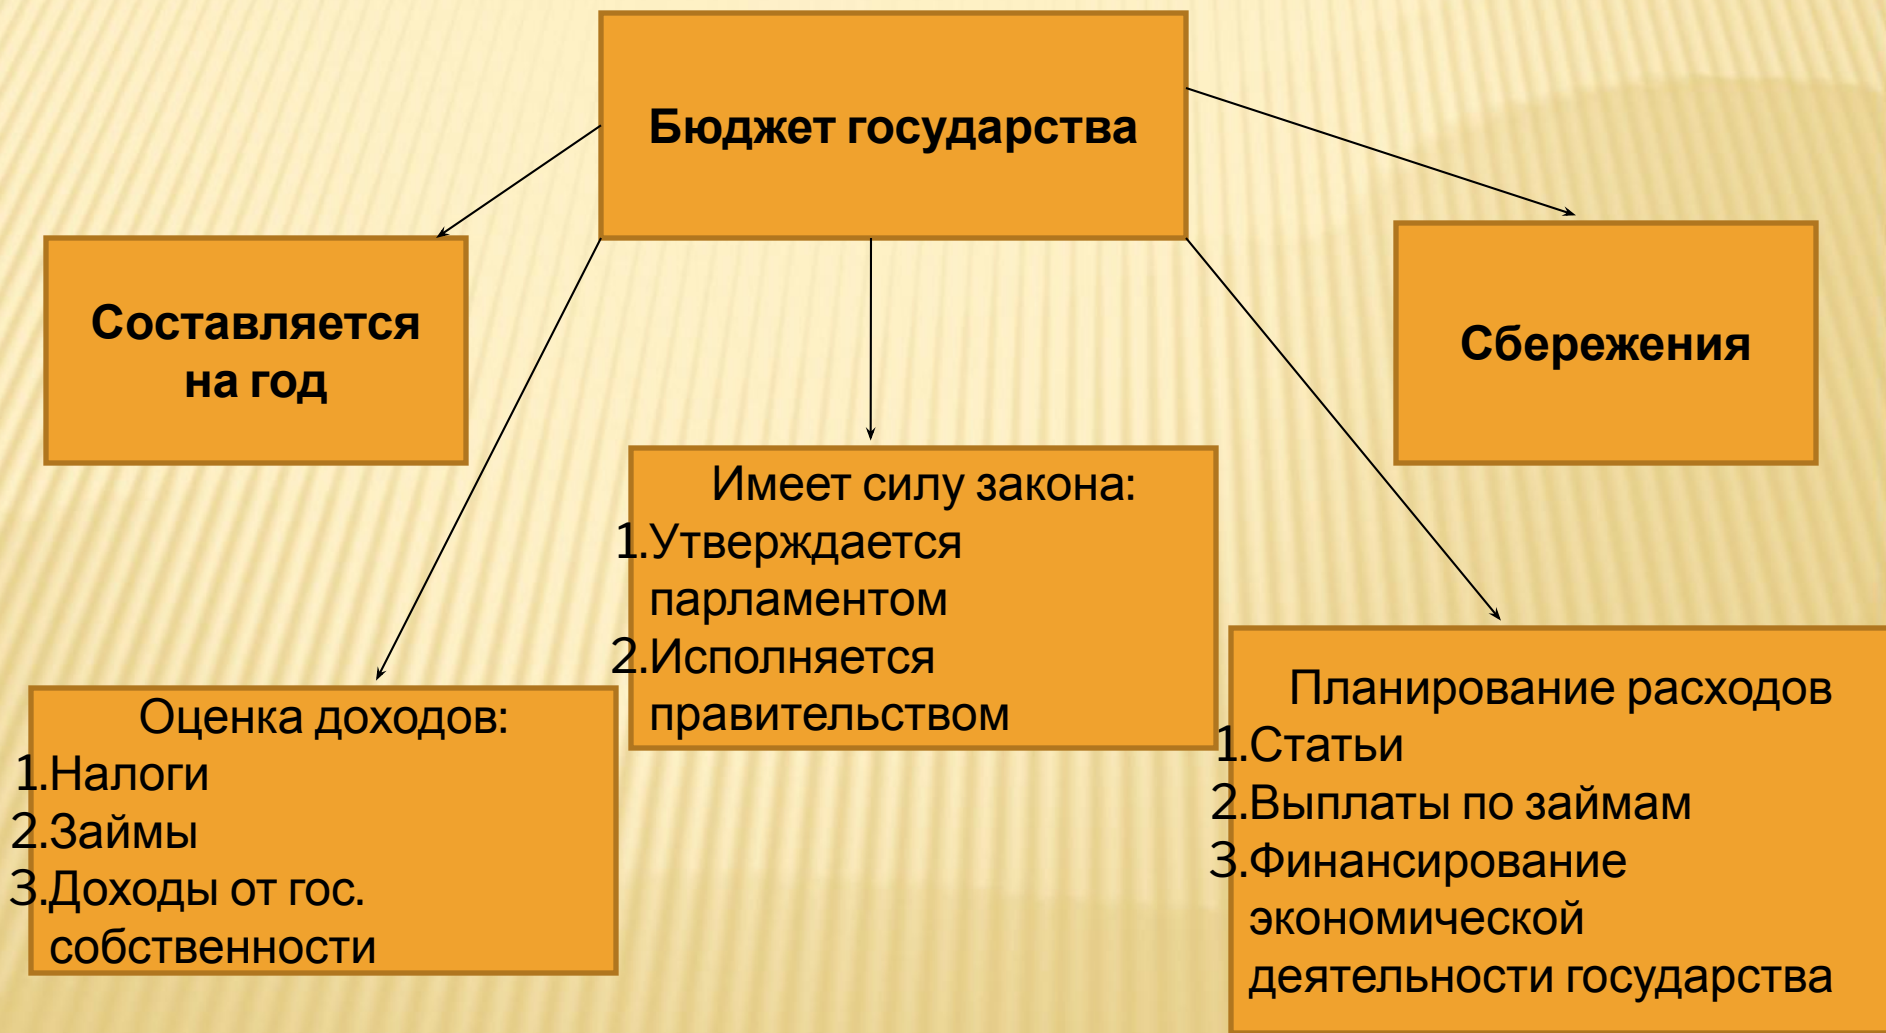 Бюджет государства
Составляется
на год
Сбережения
Имеет силу закона:
1.Утверждается
парламентом
2.Исполняется
правительством
Оценка доходов:
1.Налоги
2.Займы
3.Доходы от гос.
собственности
Планирование расходов
1.Статьи
2.Выплаты по займам
3.Финансирование
экономической
деятельности государства